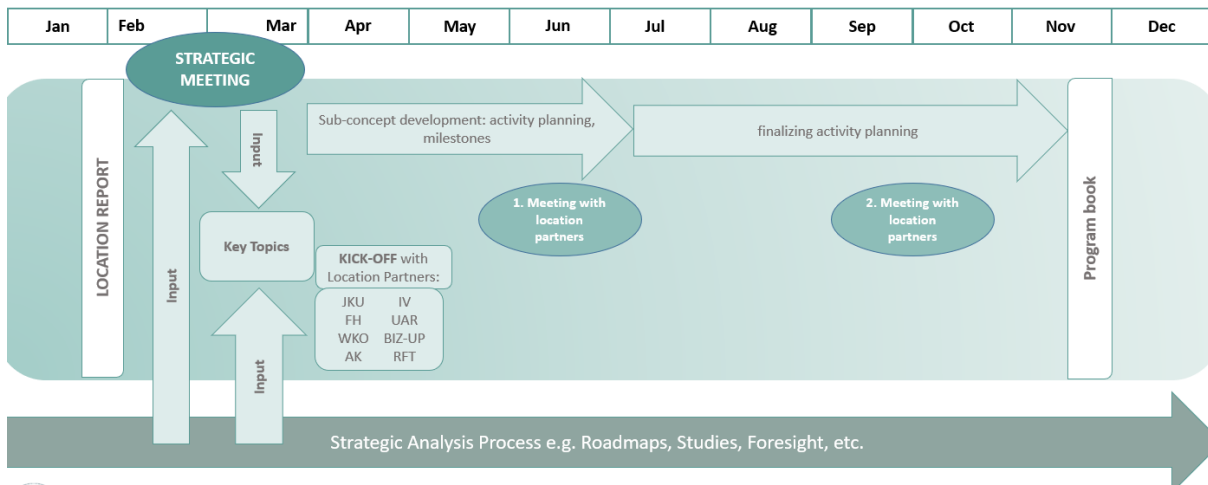 Jan Feb Mar Apr May Jun Jul Aug Sep Oct Nov Dec
STRATEGIC
MEETING
LOCATION REPORT
Input
Input
Sub-concept development: activity planning,
milestones
finalizing activity planning
1. Meeting with
location
partners
2. Meeting with
location
partners
Program book
Key Topics
KICK-OFF with
Location Partners:
JKU IV
FH UAR
WKO BIZ-UP
AK RFT
Input
Strategic Analysis Process e.g. Roadmaps, Studies, Foresight, etc.